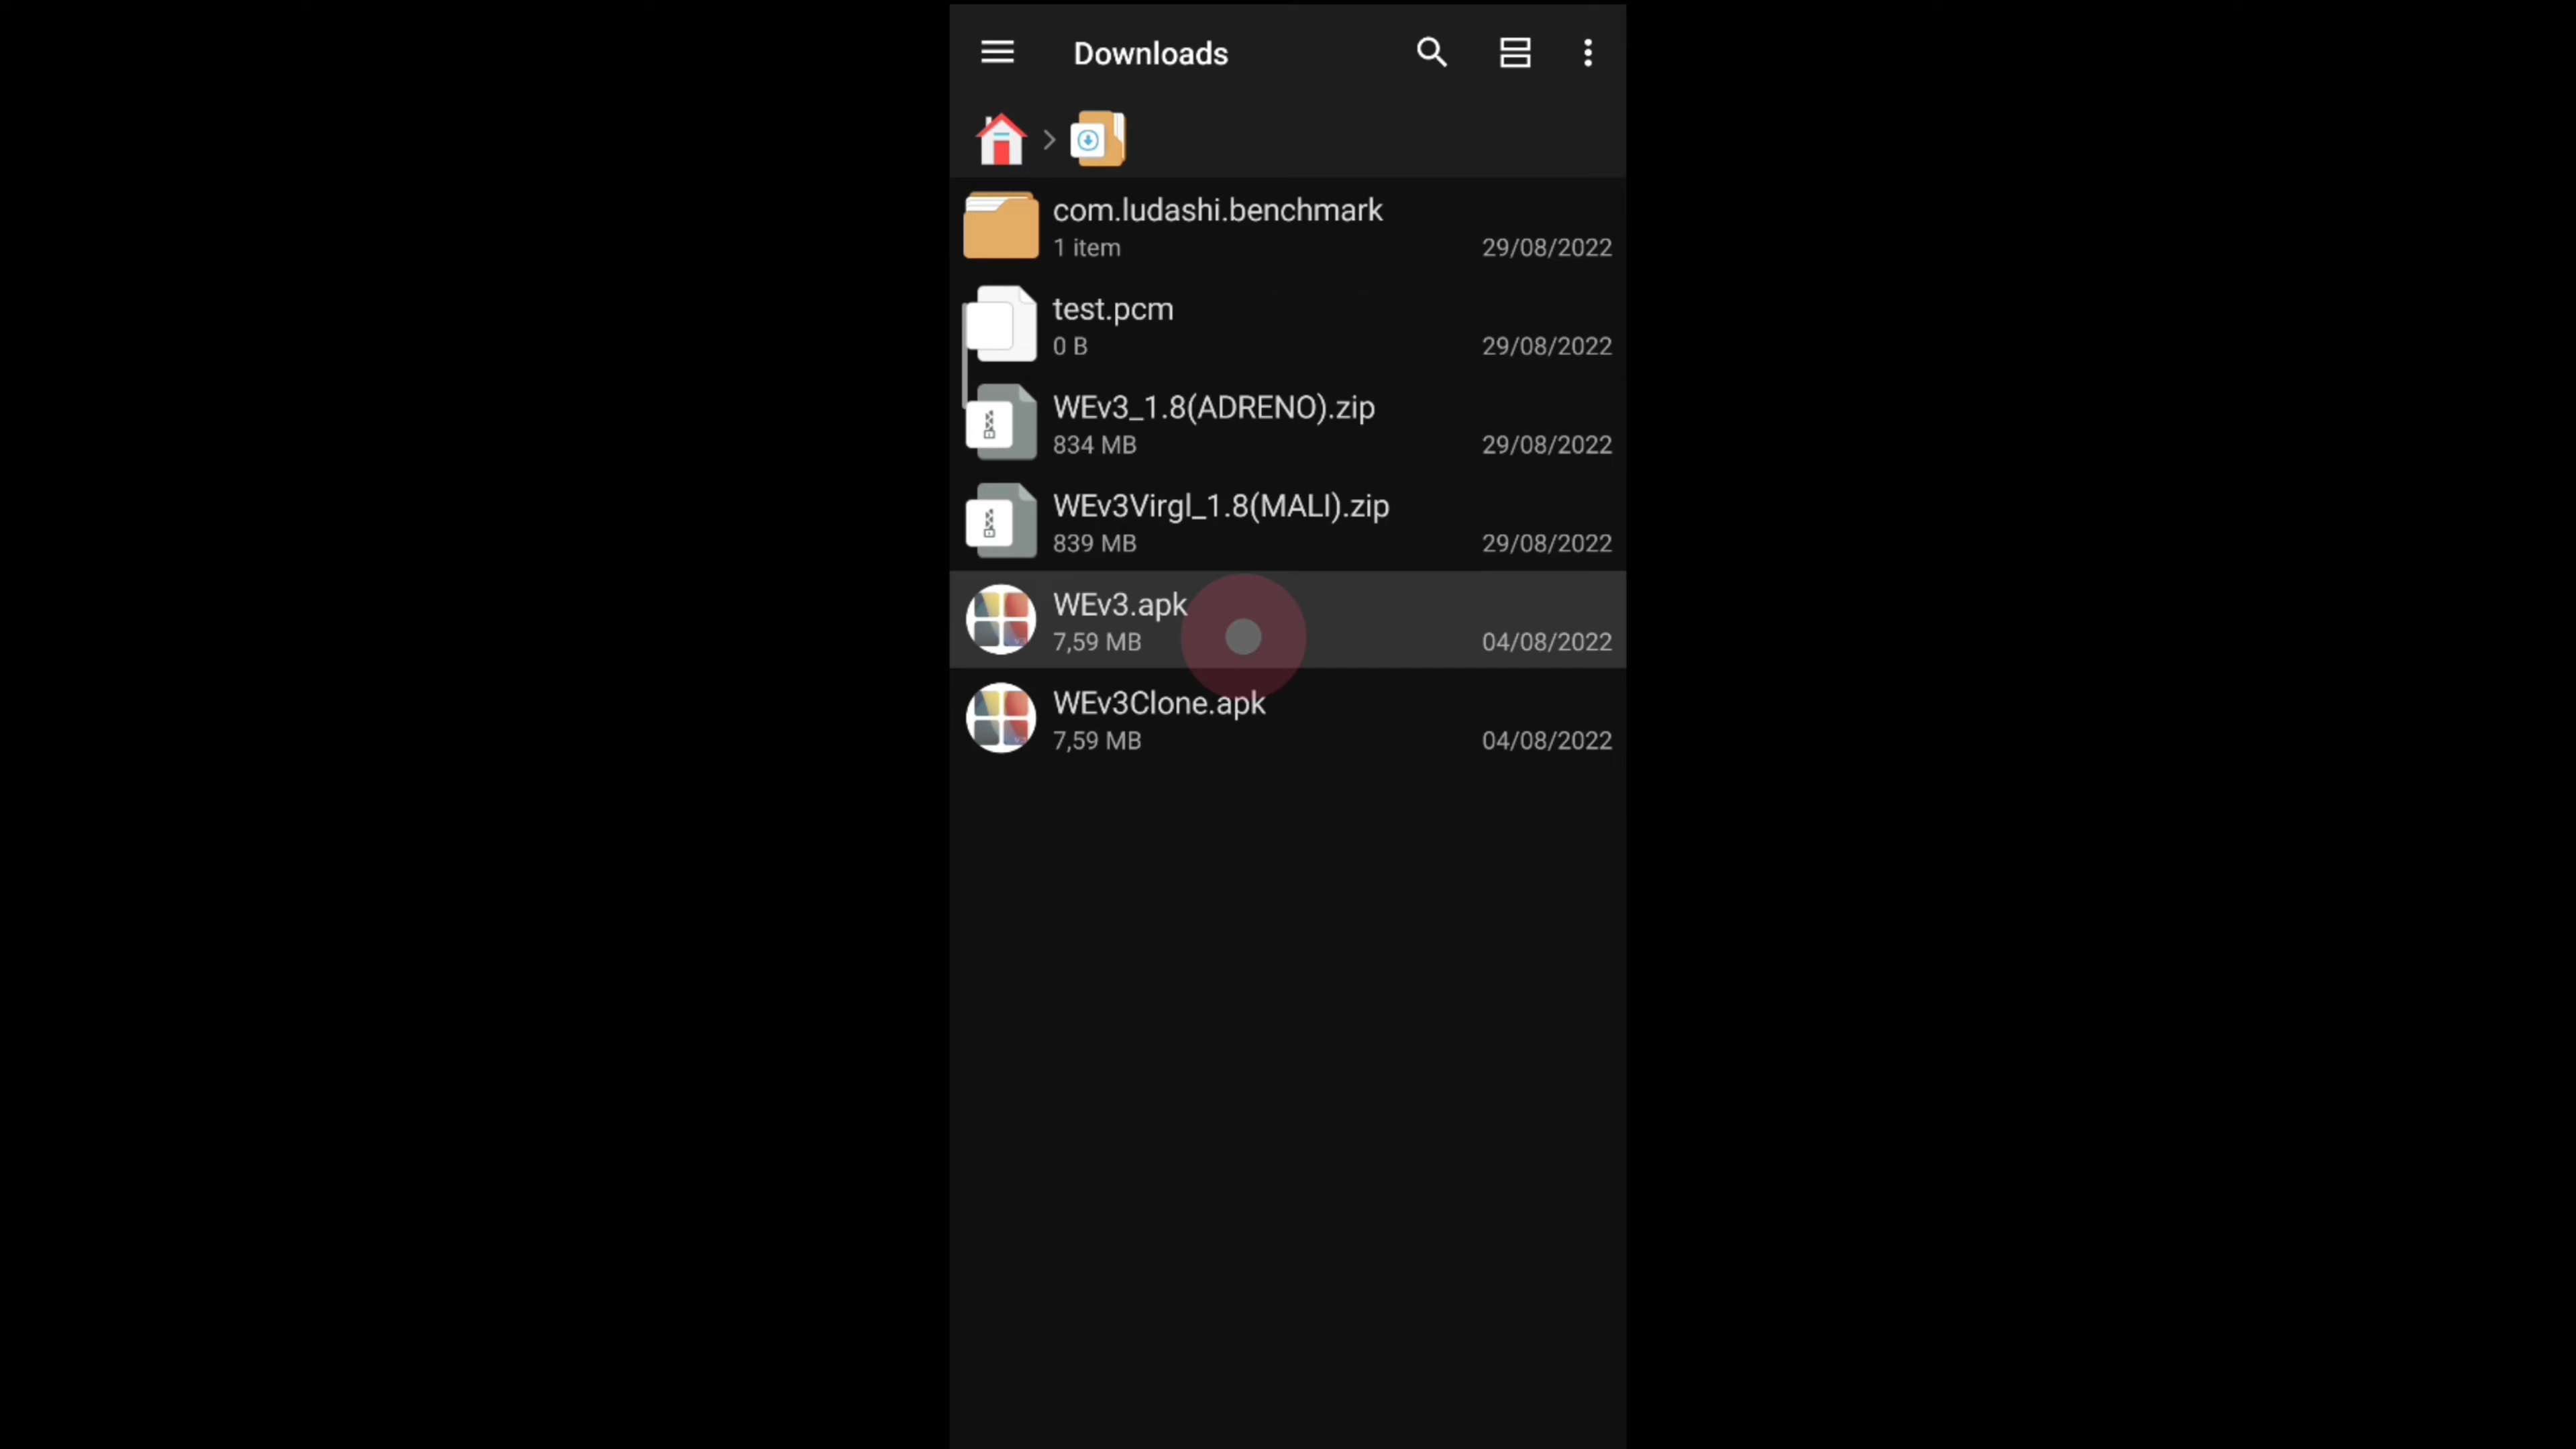 Downloads
com.ludashi.benchmark
1 item
29/08/2022
test.pcm
0 B
29/08/2022
WEv3_1.8(ADRENO).zip
834 MB
29/08/2022
WEv3Virgl_1.8(MALI).zip
839 MB
29/08/2022
WEv3.apk
7,59 MB
04/08/2022
WEv3Clone.apk
7,59 MB
04/08/2022